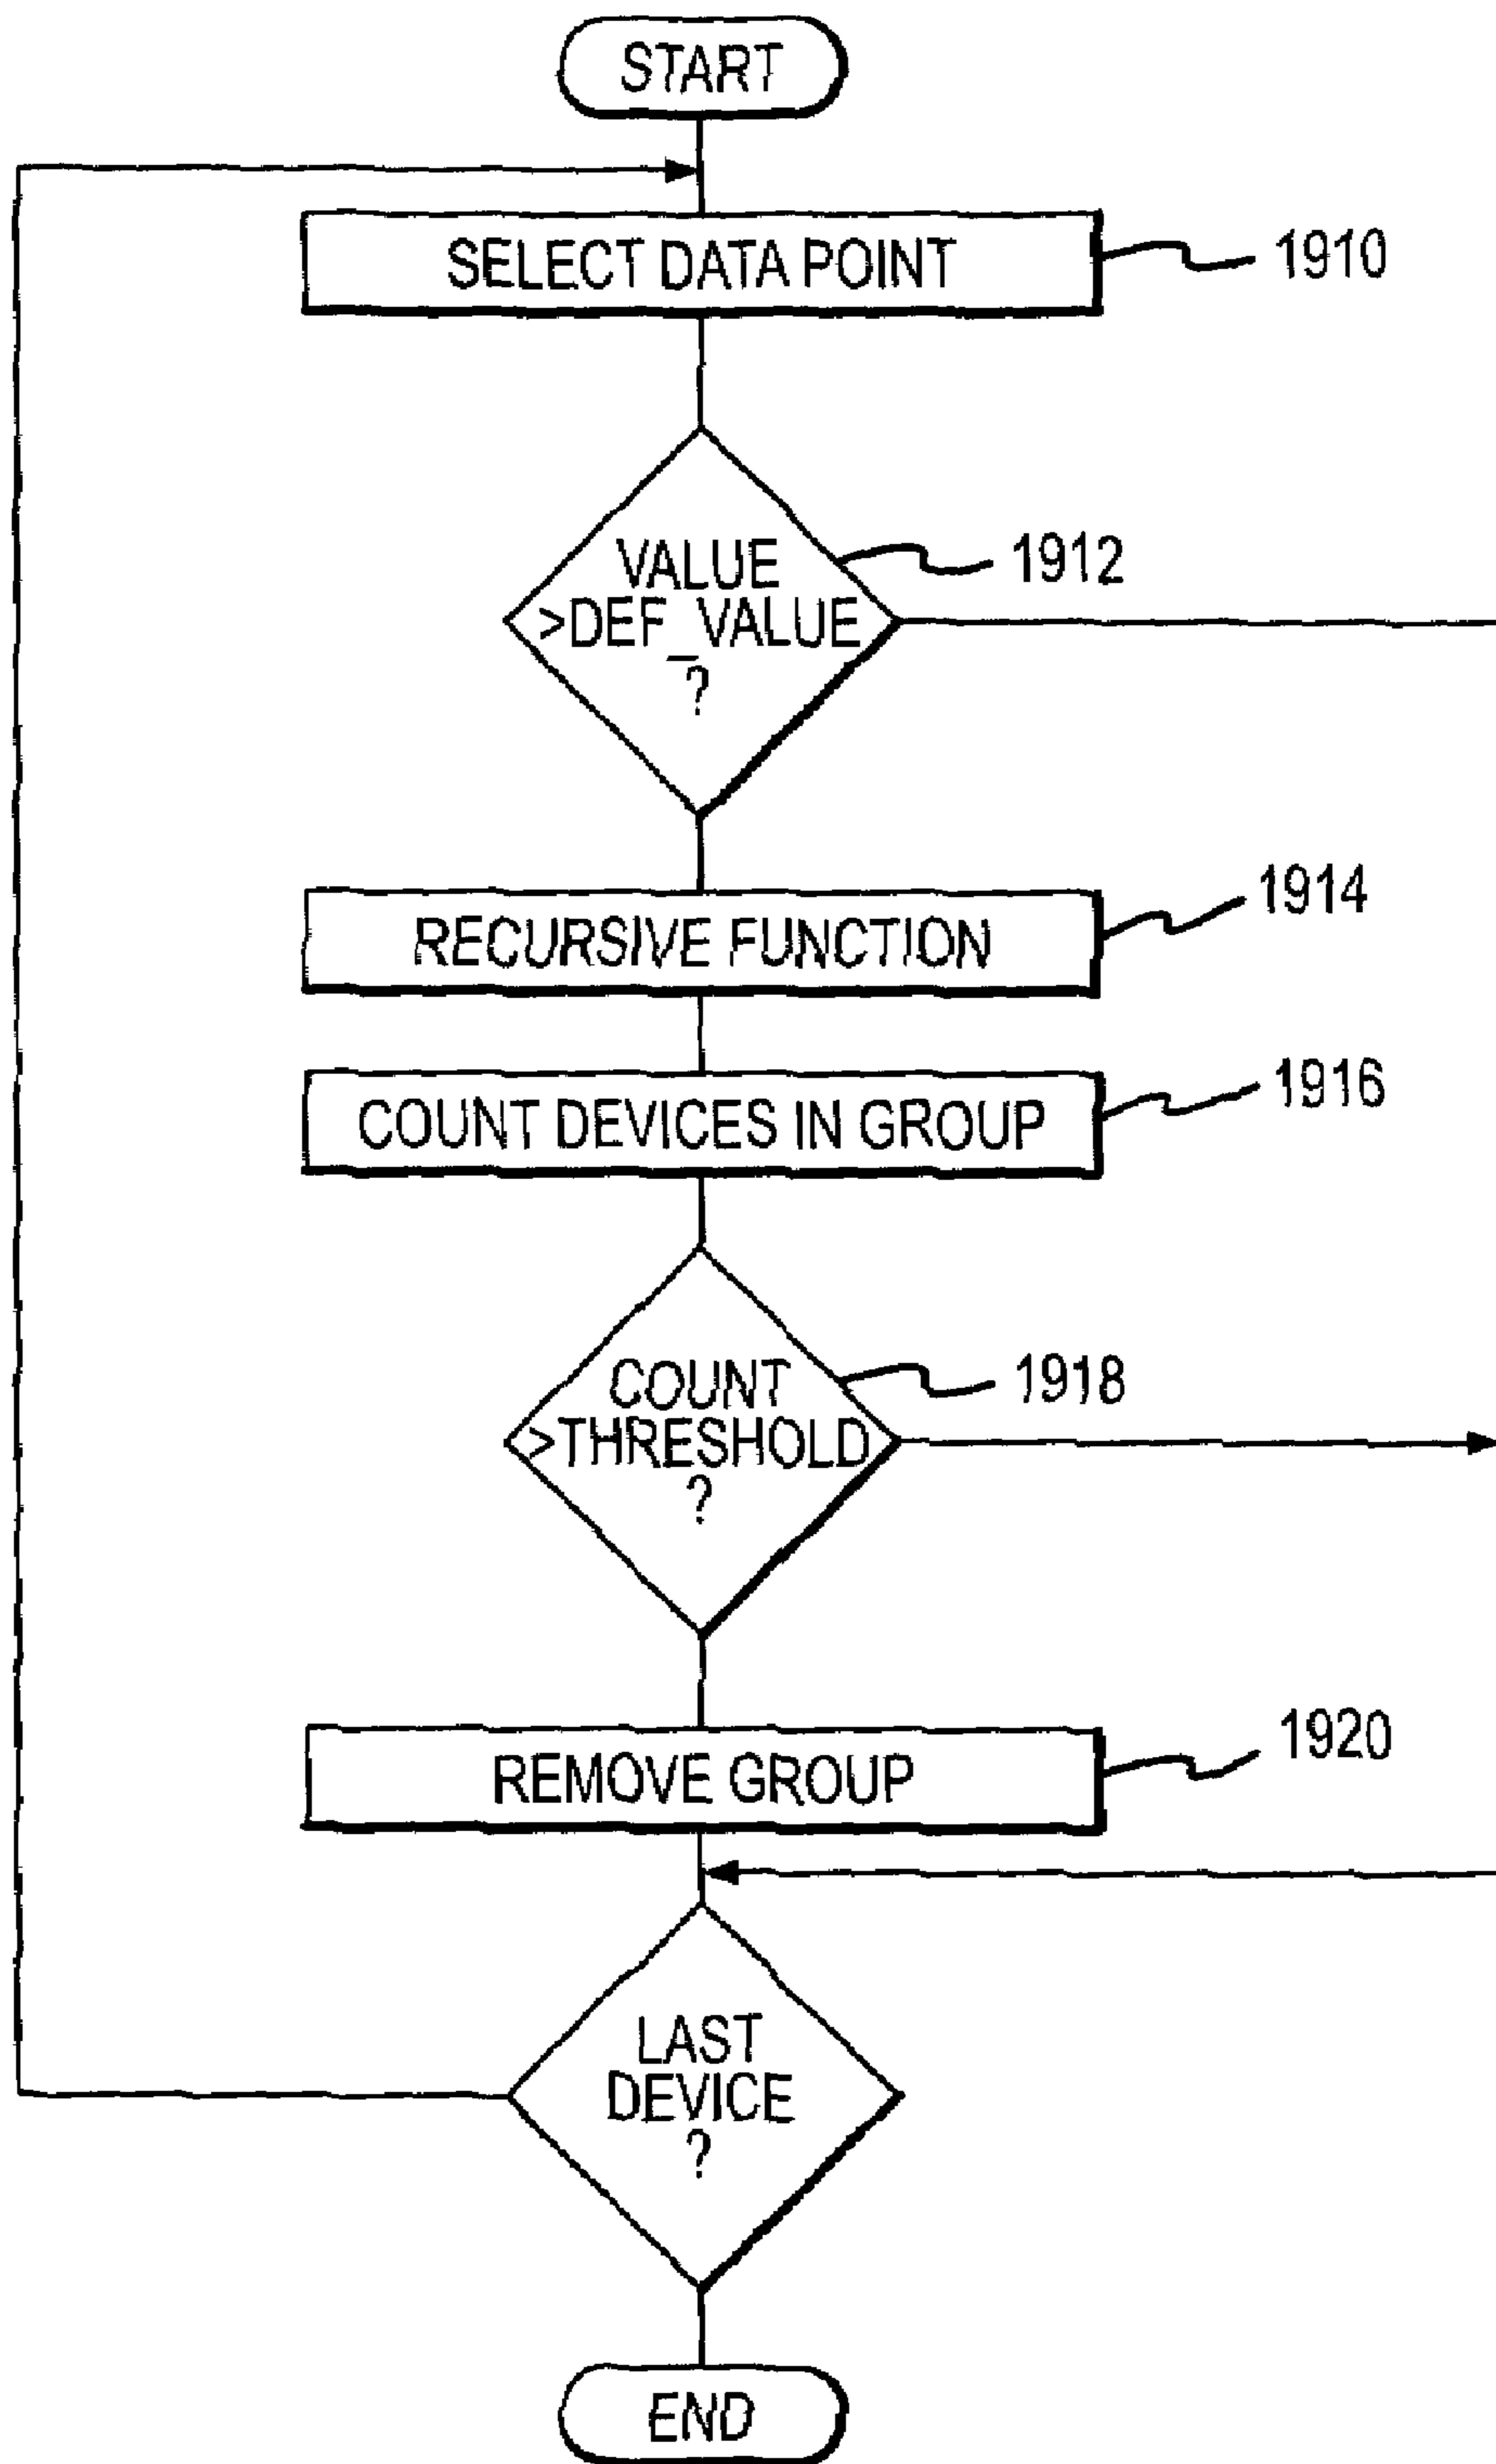 START
SELECT DATA POINT
1910
VALUE
>DEF_VALUE
?
1912
RECURSIVE FUNCTION
1914
COUNT DEVICES IN GROUP
1916
COUNT
>THRESHOLD
?
1918
REMOVE GROUP
1920
LAST
DEVICE
?
END